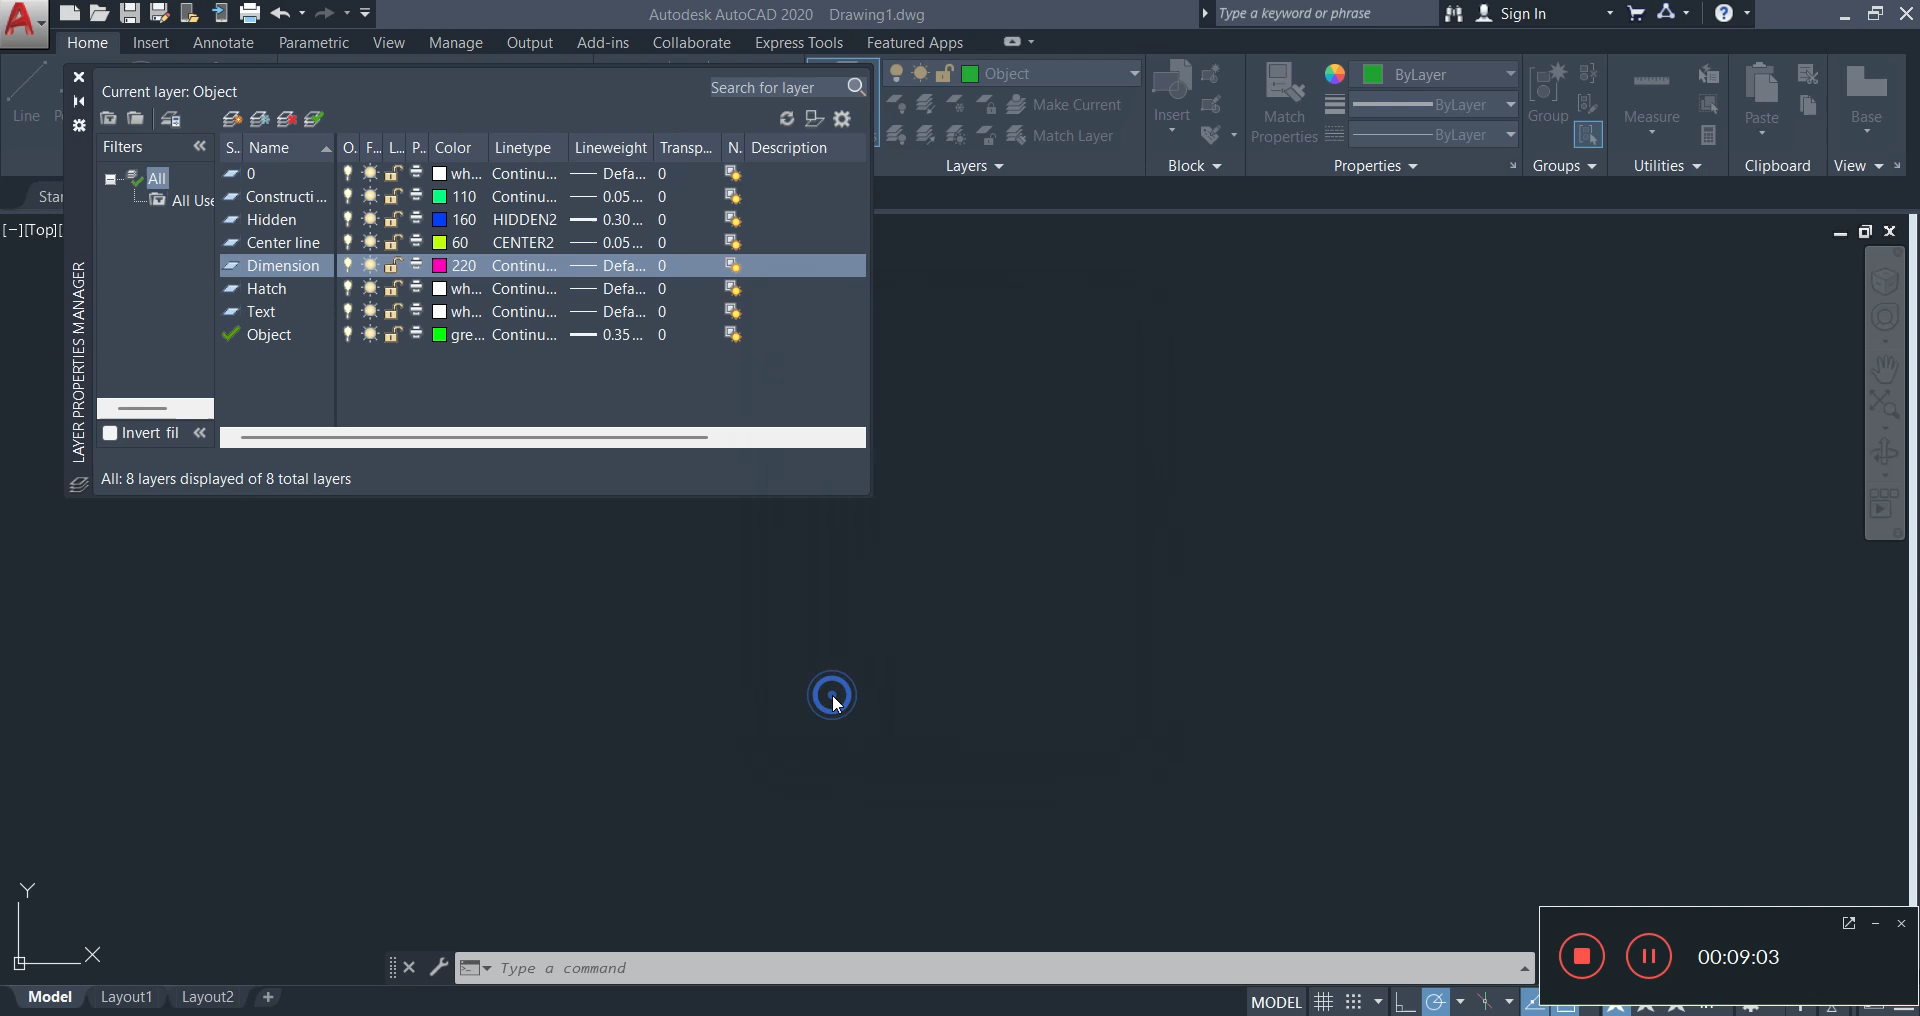 Autodesk AutoCAD 2020 Drawing1.dwg
Type a keyword or phrase
Sign In
Home Insert Annotate Parametric View Manage Output Add-ins Collaborate Express Tools Featured Apps
Line
Current layer: Object
Search for layer
Object
Make Current
Match Layer
Layers
Insert
Block
Match
Properties
ByLayer
ByLayer
ByLayer
Properties
Group
Groups
Measure
Utilities
Paste
Clipboard
Base
View
Filters
All
All Use
S.. Name O. F... L... P.. Color Linetype Lineweight Transp... N. Description
0 wh... Continu... Defa... 0
Constructi... 110 Continu... 0.05... 0
Hidden 160 HIDDEN2 0.30... 0
Center line 60 CENTER2 0.05... 0
Dimension 220 Continu... Defa... 0
Hatch wh... Continu... Defa... 0
Text wh... Continu... Defa... 0
Object gre... Continu... 0.35... 0
Invert fil
All: 8 layers displayed of 8 total layers
LAYER PROPERTIES MANAGER
Star
[−][Top][
Y
X
Type a command
Model Layout1 Layout2 +
MODEL
00:09:03